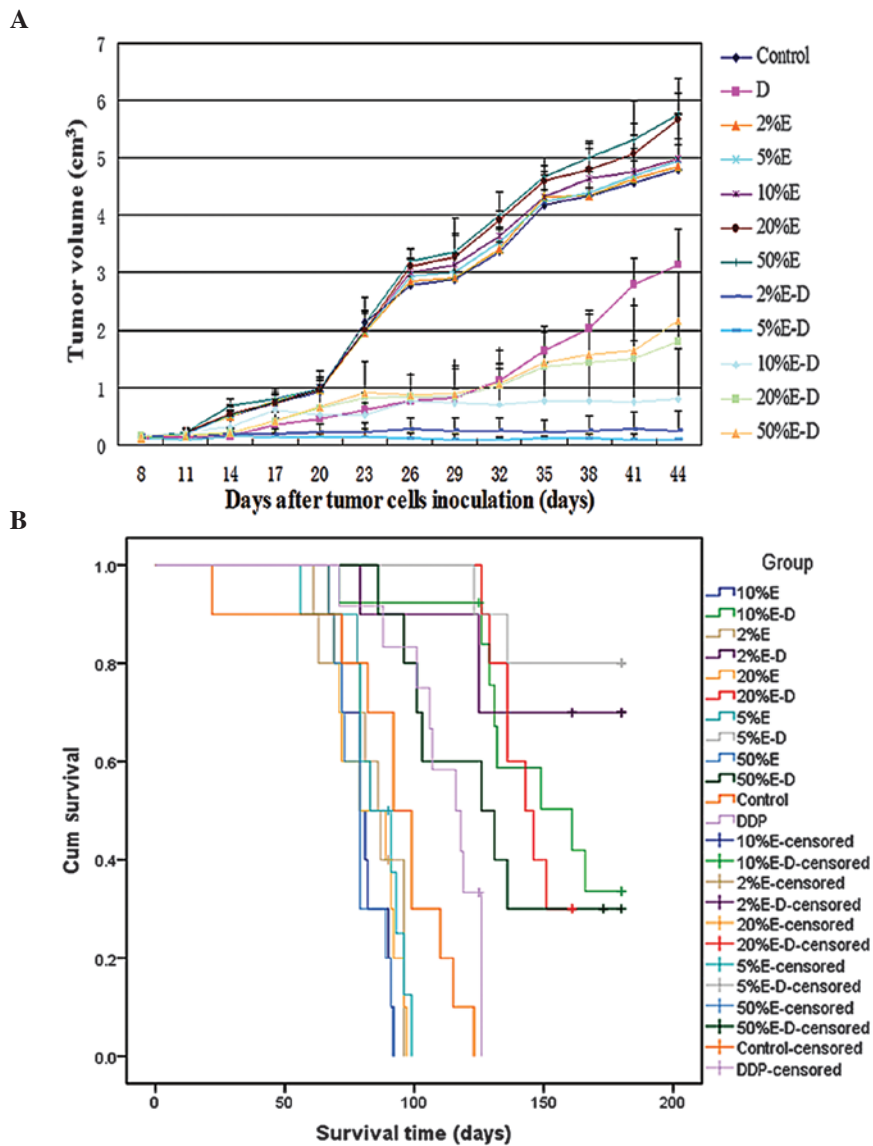 A
7
6
5
4
3
2
1
0
Tumor volume (cm³)
8 11 14 17 20 23 26 29 32 35 38 41 44
Days after tumor cells inoculation (days)
Control
D
2%E
5%E
10%E
20%E
50%E
2%E-D
5%E-D
10%E-D
20%E-D
50%E-D
B
1.0
0.8
0.6
0.4
0.2
0.0
Cum survival
0 50 100 150 200
Survival time (days)
Group
10%E
10%E-D
2%E
2%E-D
20%E
20%E-D
5%E
5%E-D
50%E
50%E-D
Control
DDP
10%E-censored
10%E-D-censored
2%E-censored
2%E-D-censored
20%E-censored
20%E-D-censored
5%E-censored
5%E-D-censored
50%E-censored
50%E-D-censored
Control-censored
DDP-censored